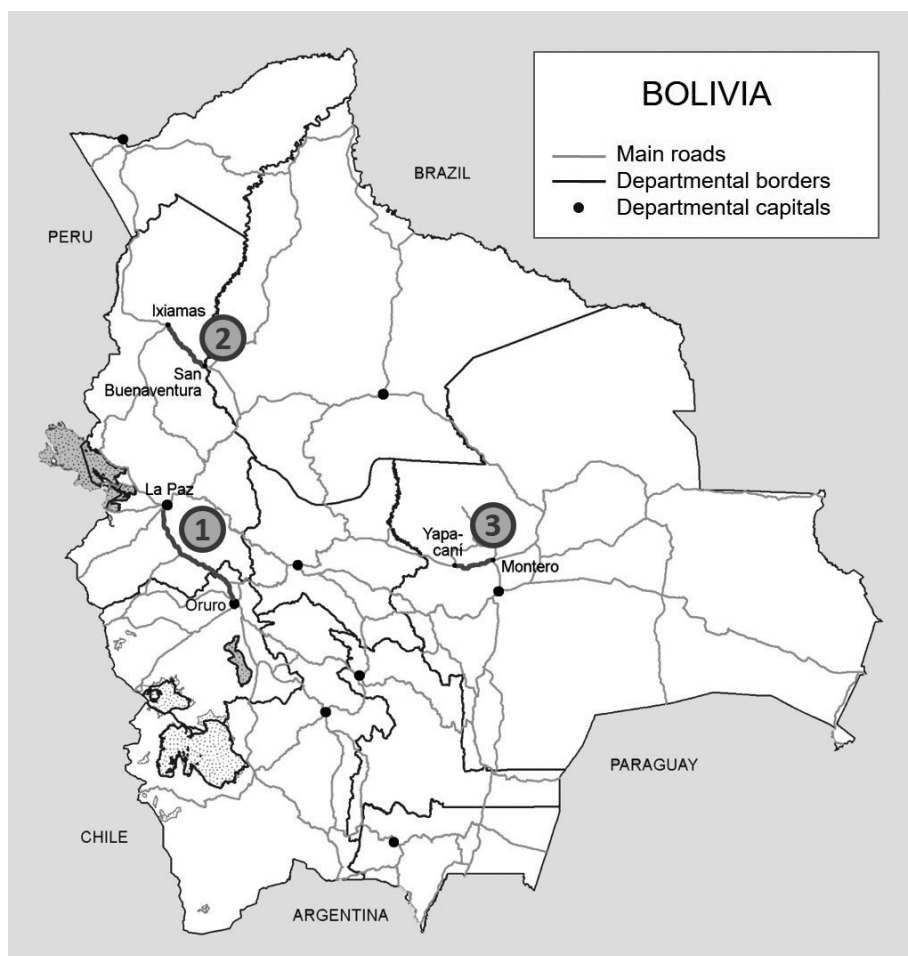 BOLIVIA
Main roads
Departmental borders
Departmental capitals
BRAZIL
PERU
Ixiamas
2
San
Buenaventura
La Paz
1
3
Yapa-
caní
Montero
Oruro
PARAGUAY
CHILE
ARGENTINA